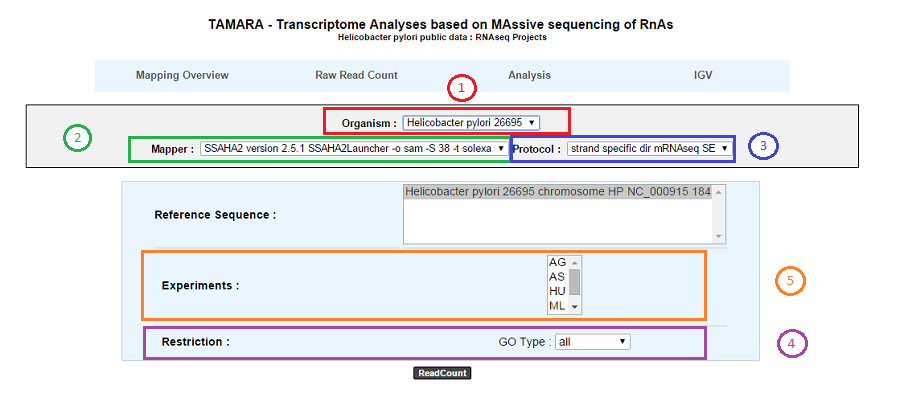 TAMARA - Transcriptome Analyses based on MAssive sequencing of RnAs
Helicobacter pylori public data : RNAseq Projects
Mapping Overview Raw Read Count Analysis IGV
1
Organism : Helicobacter pylori 26695
2
Mapper : SSAHA2 version 2.5.1 SSAHA2Launcher -o sam -S 38 -t solexa Protocol : strand specific dir mRNAseq SE
3
Helicobacter pylori 26695 chromosome HP NC_000915 184
Reference Sequence :
AG
AS
Experiments :
HU
ML
5
Restriction : GO Type : all
4
ReadCount